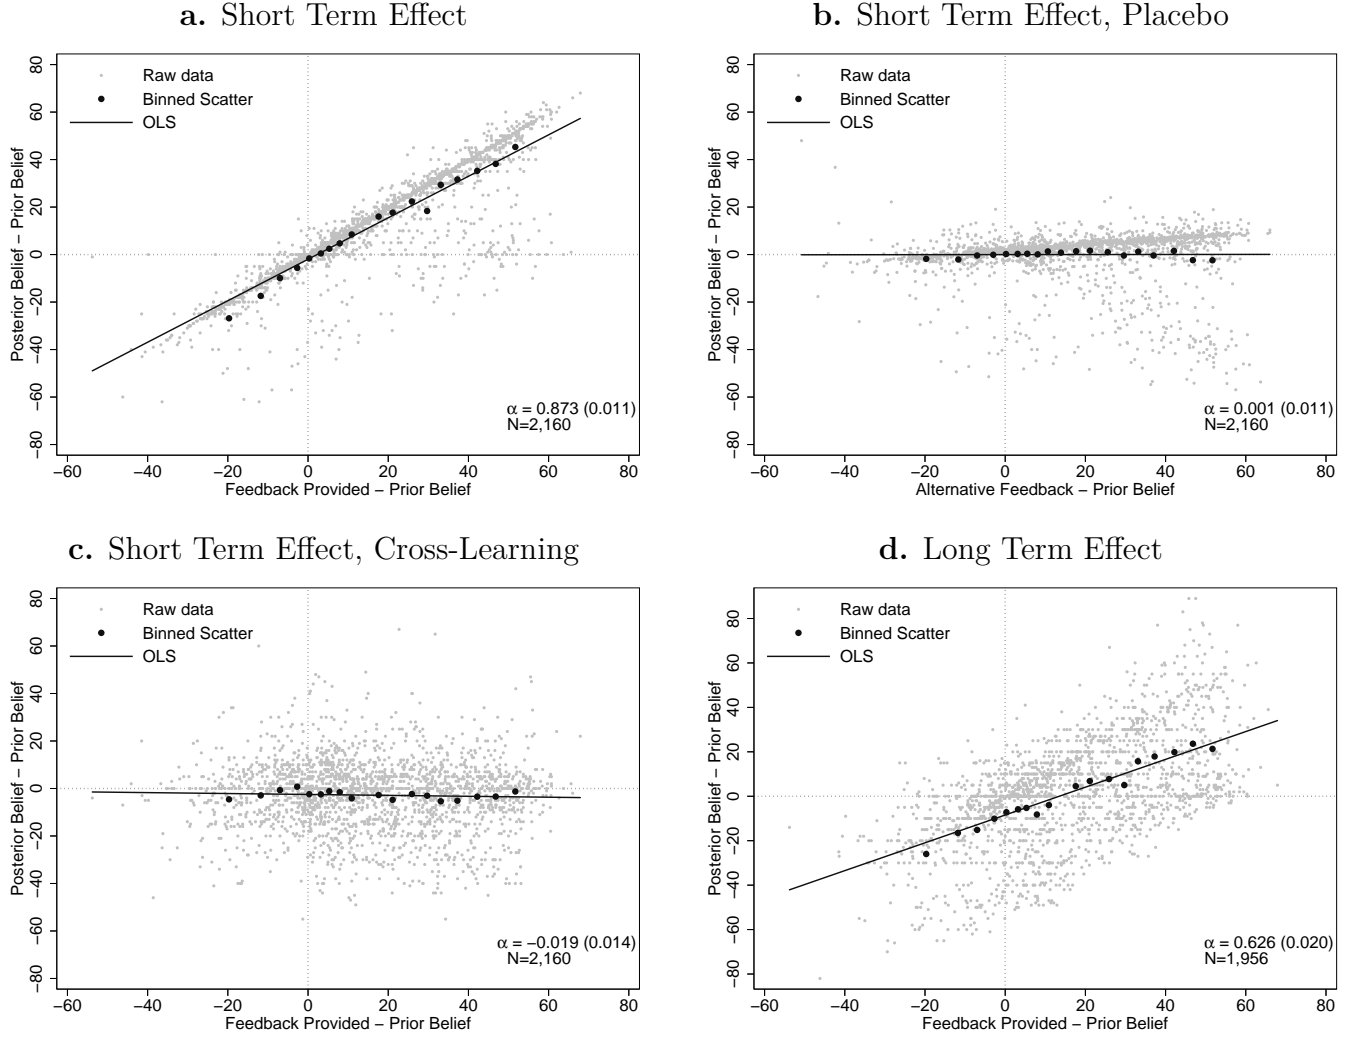 a. Short Term Effect
80
60
40
20
0
−20
−40
−60
−80
Posterior Belief − Prior Belief
Raw data
Binned Scatter
OLS
α = 0.873 (0.011)
N=2,160
−60 −40 −20 0 20 40 60 80
Feedback Provided − Prior Belief
b. Short Term Effect, Placebo
80
60
40
20
0
−20
−40
−60
−80
Posterior Belief − Prior Belief
Raw data
Binned Scatter
OLS
α = 0.001 (0.011)
N=2,160
−60 −40 −20 0 20 40 60 80
Alternative Feedback − Prior Belief
c. Short Term Effect, Cross-Learning
80
60
40
20
0
−20
−40
−60
−80
Posterior Belief − Prior Belief
Raw data
Binned Scatter
OLS
α = −0.019 (0.014)
N=2,160
−60 −40 −20 0 20 40 60 80
Feedback Provided − Prior Belief
d. Long Term Effect
80
60
40
20
0
−20
−40
−60
−80
Posterior Belief − Prior Belief
Raw data
Binned Scatter
OLS
α = 0.626 (0.020)
N=1,956
−60 −40 −20 0 20 40 60 80
Feedback Provided − Prior Belief